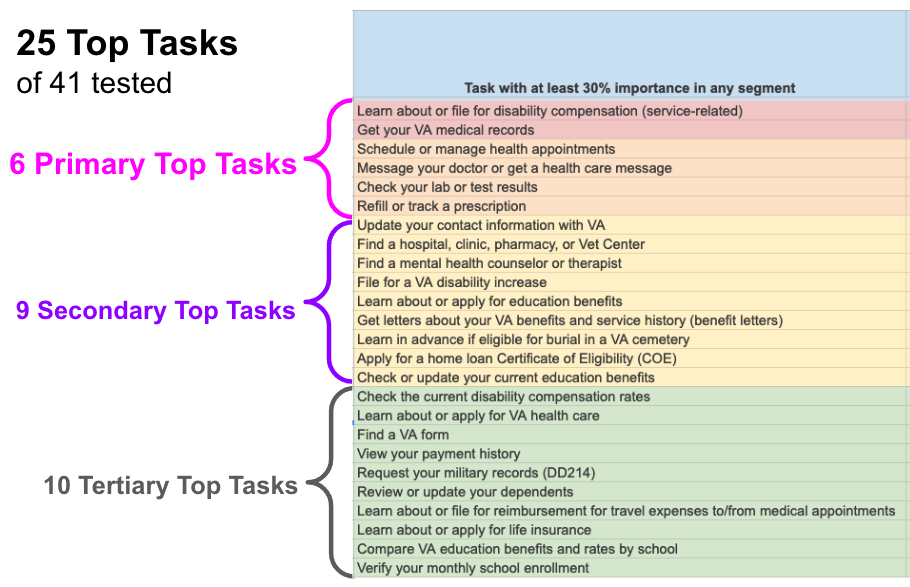 25 Top Tasks
of 41 tested
Task with at least 30% importance in any segment
6 Primary Top Tasks
Learn about or file for disability compensation (service-related)
Get your VA medical records
Schedule or manage health appointments
Message your doctor or get a health care message
Check your lab or test results
Refill or track a prescription
9 Secondary Top Tasks
Update your contact information with VA
Find a hospital, clinic, pharmacy, or Vet Center
Find a mental health counselor or therapist
File for a VA disability increase
Learn about or apply for education benefits
Get letters about your VA benefits and service history (benefit letters)
Learn in advance if eligible for burial in a VA cemetery
Apply for a home loan Certificate of Eligibility (COE)
Check or update your current education benefits
10 Tertiary Top Tasks
Check the current disability compensation rates
Learn about or apply for VA health care
Find a VA form
View your payment history
Request your military records (DD214)
Review or update your dependents
Learn about or file for reimbursement for travel expenses to/from medical appointments
Learn about or apply for life insurance
Compare VA education benefits and rates by school
Verify your monthly school enrollment